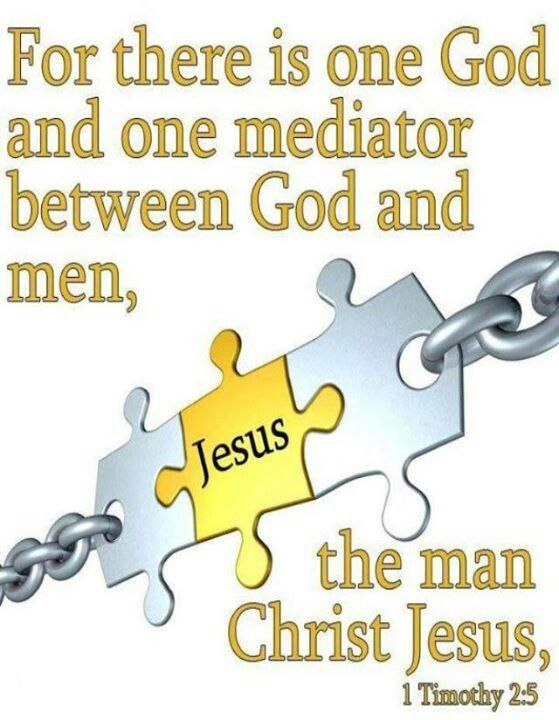 For there is one God
and one mediator
between God and
men,
Jesus
the man
Christ Jesus,
1 Timothy 2:5